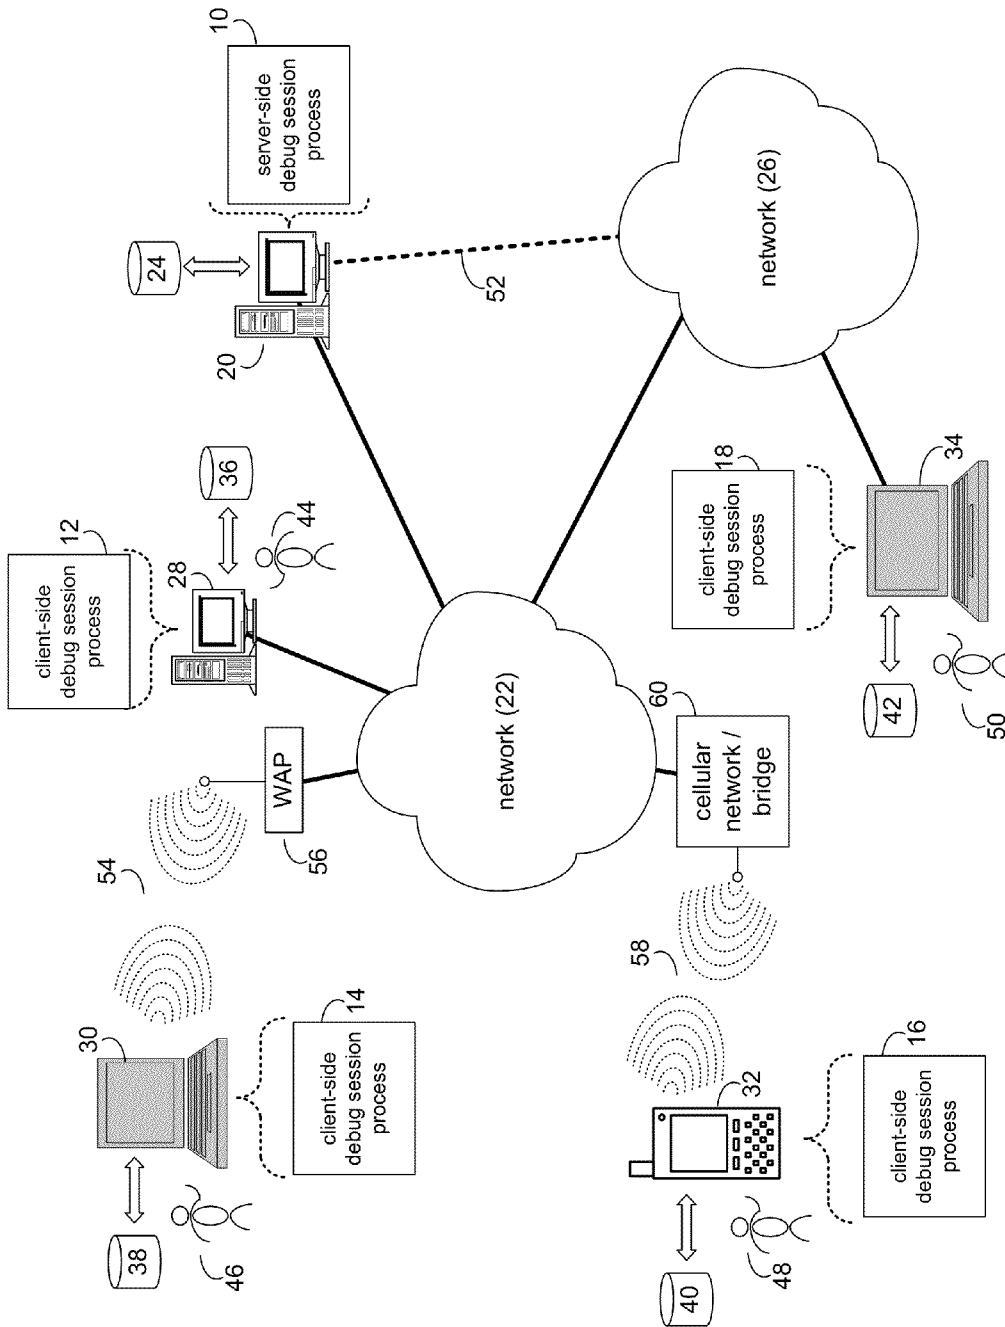 38
46
30
client-side
debug session
process
14
54
WAP
56
client-side
debug session
process
12
28
36
44
20
24
server-side
debug session
process
10
network (22)
52
network (26)
40
48
32
client-side
debug session
process
16
58
cellular
network /
bridge
60
client-side
debug session
process
18
42
50
34